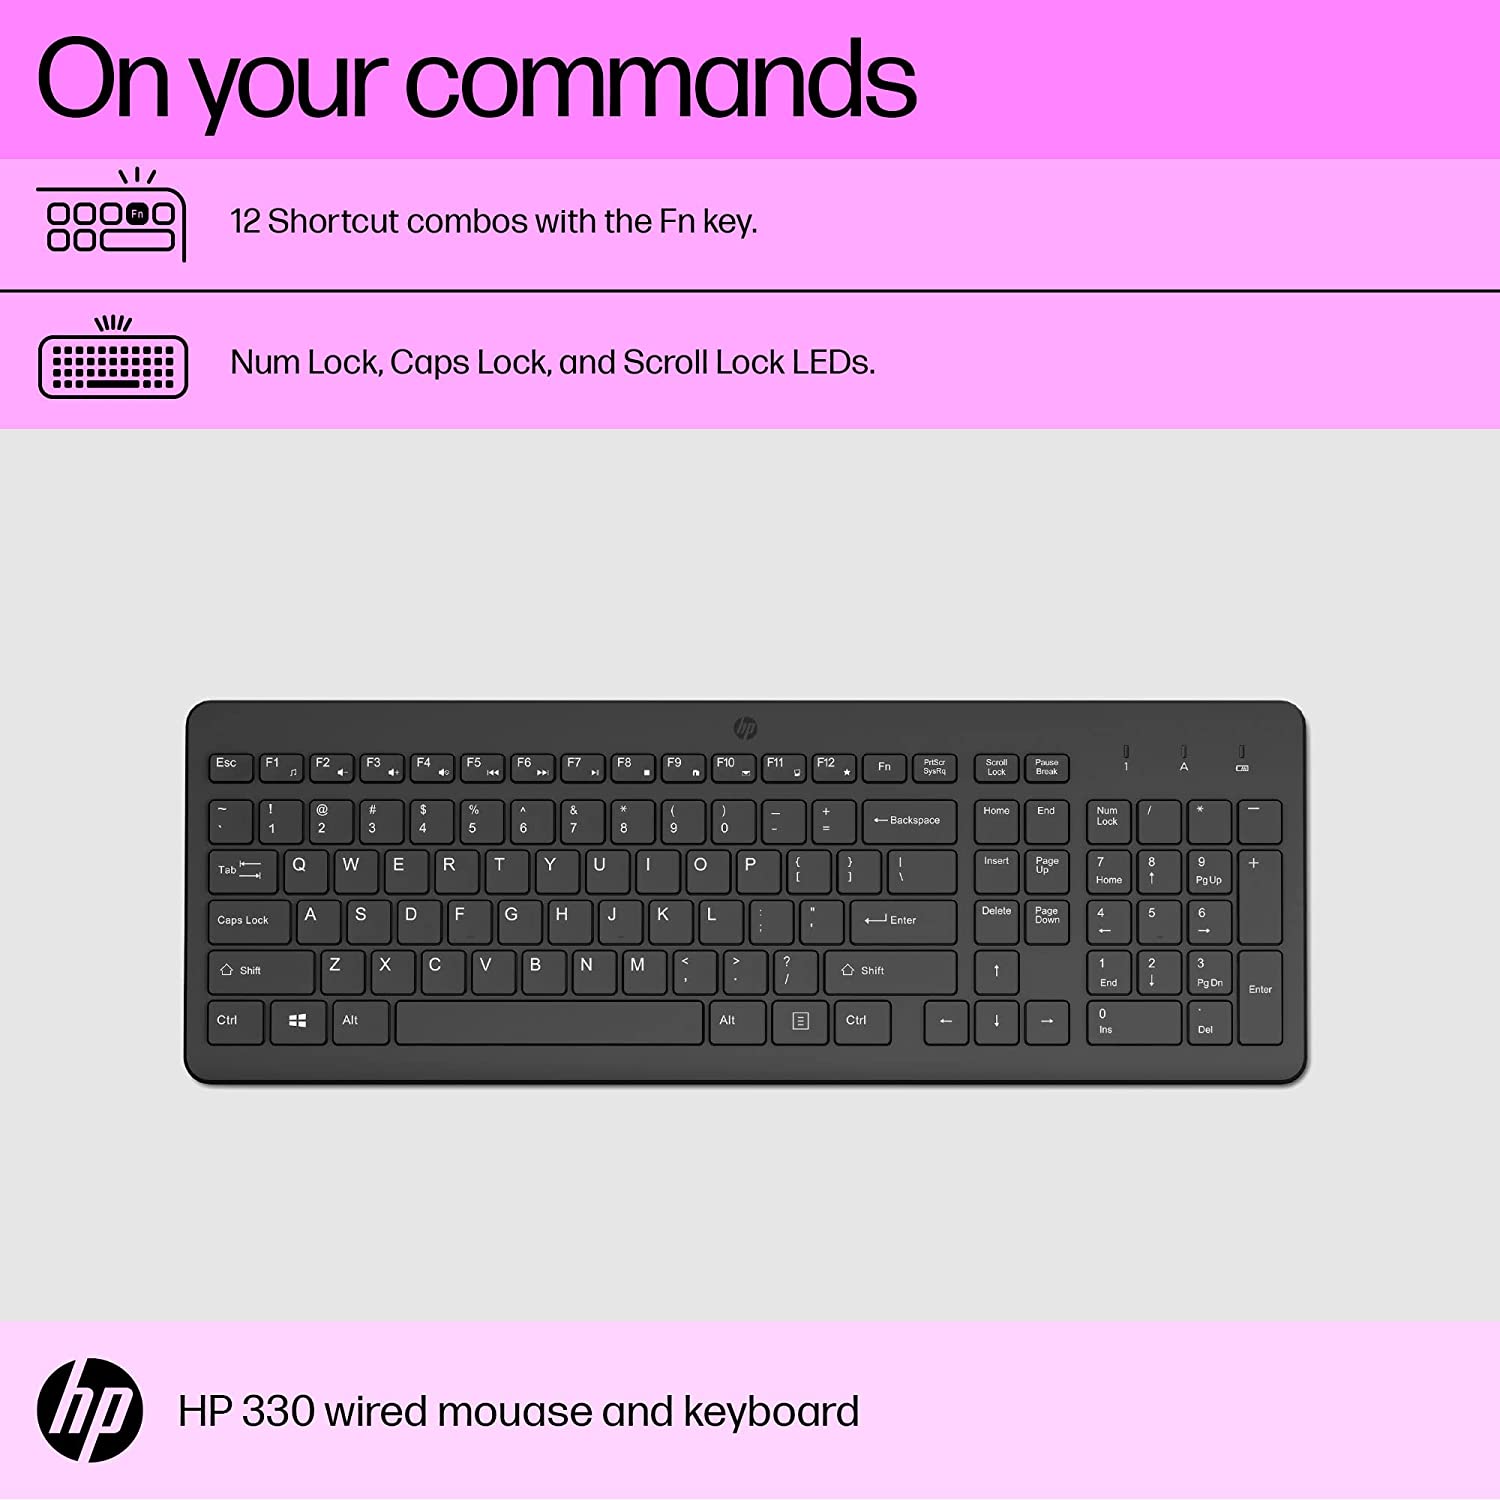 On your commands
Fn
12 Shortcut combos with the Fn key.
Num Lock, Caps Lock, and Scroll Lock LEDs.
hp
Esc F1 F2 F3 F4 F5 F6 F7 F8 F9 F10 F11 F12 Fn PrtScr SysRq Scroll Lock Pause Break 1 A
~ ` ! 1 @ 2 # 3 $ 4 % 5 ^ 6 & 7 * 8 ( 9 ) 0 _ - + = ←Backspace Home End Num Lock / * −
Tab Q W E R T Y U I O P { [ } ] | \ Insert Page Up 7 Home 8 ↑ 9 PgUp +
Caps Lock A S D F G H J K L : ; " ' Enter Delete Page Down 4 ← 5 6 →
Shift Z X C V B N M < , > . ? / Shift ↑ 1 End 2 ↓ 3 PgDn Enter
Ctrl Alt Alt Ctrl ← ↓ → 0 Ins . Del
hp
HP 330 wired mouase and keyboard